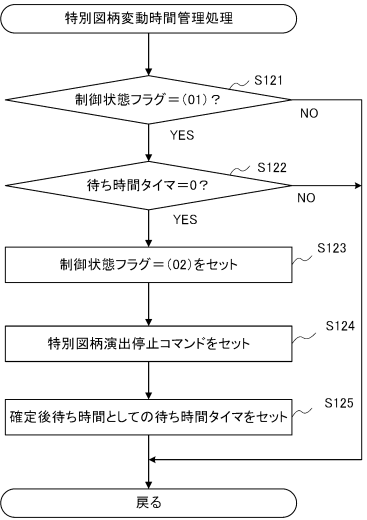 特別図柄変動時間管理処理
S121
制御状態フラグ＝(01)？
NO
YES
S122
待ち時間タイマ＝0？
NO
YES
S123
制御状態フラグ＝(02)をセット
S124
特別図柄演出停止コマンドをセット
S125
確定後待ち時間としての待ち時間タイマをセット
戻る